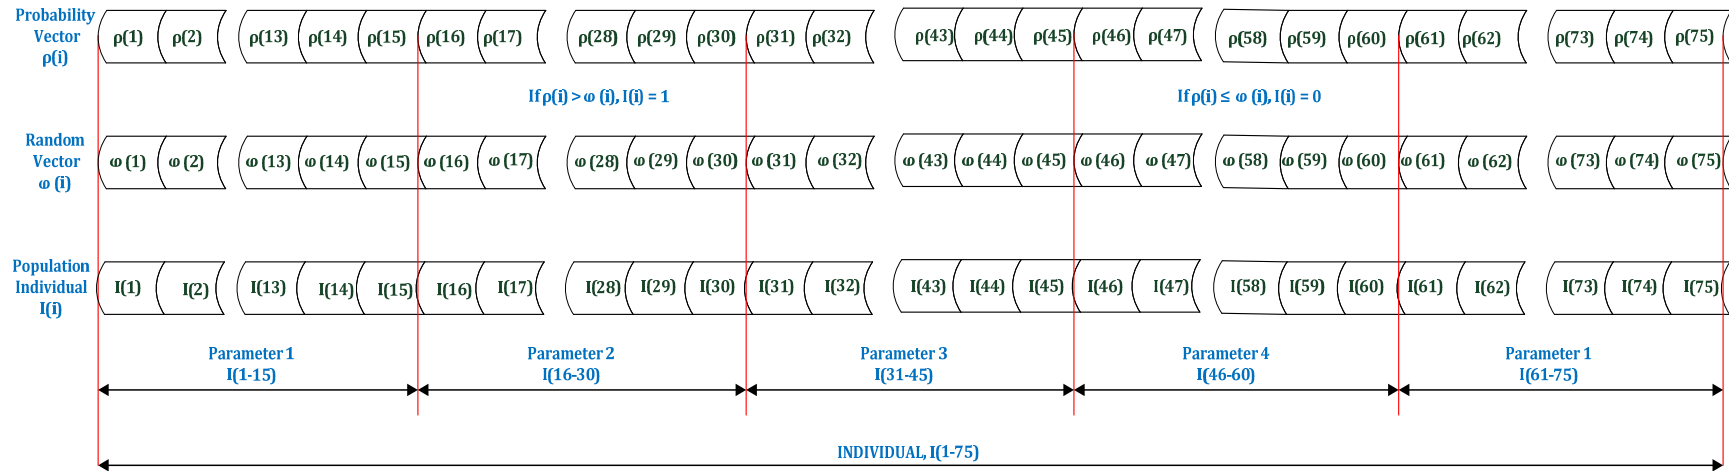 Probability
Vector
ρ(i)
ρ(1) ρ(2) ρ(13) ρ(14) ρ(15) ρ(16) ρ(17) ρ(28) ρ(29) ρ(30) ρ(31) ρ(32) ρ(43) ρ(44) ρ(45) ρ(46) ρ(47) ρ(58) ρ(59) ρ(60) ρ(61) ρ(62) ρ(73) ρ(74) ρ(75)
If ρ(i) > φ (i), I(i) = 1
If ρ(i) ≤ φ (i), I(i) = 0
Random
Vector
φ (i)
φ (1) φ (2) φ (13) φ (14) φ (15) φ (16) φ (17) φ (28) φ (29) φ (30) φ (31) φ (32) φ (43) φ (44) φ (45) φ (46) φ (47) φ (58) φ (59) φ (60) φ (61) φ (62) φ (73) φ (74) φ (75)
Population
Individual
I(i)
I(1) I(2) I(13) I(14) I(15) I(16) I(17) I(28) I(29) I(30) I(31) I(32) I(43) I(44) I(45) I(46) I(47) I(58) I(59) I(60) I(61) I(62) I(73) I(74) I(75)
Parameter 1
I(1-15)
Parameter 2
I(16-30)
Parameter 3
I(31-45)
Parameter 4
I(46-60)
Parameter 1
I(61-75)
INDIVIDUAL, I(1-75)